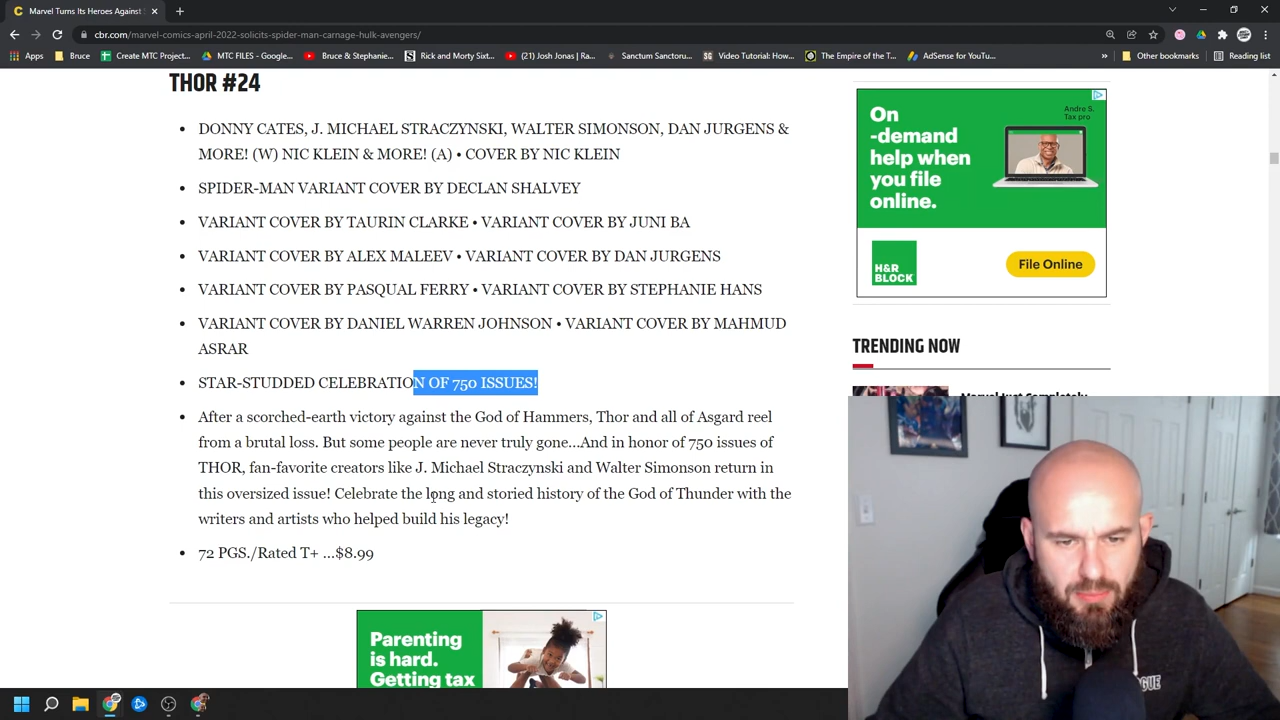 Marvel Turns Its Heroes Against
cbr.com/marvel-comics-april-2022-solicits-spider-man-carnage-hulk-avengers/
Apps
Bruce
Create MTC Project...
MTC FILES - Google...
Bruce & Stephanie...
Rick and Morty Sixt...
(21) Josh Jonas | Ra...
Sanctum Sanctoru...
Video Tutorial: How...
The Empire of the T...
AdSense for YouTu...
»
Other bookmarks
Reading list
THOR #24
• DONNY CATES, J. MICHAEL STRACZYNSKI, WALTER SIMONSON, DAN JURGENS &
MORE! (W) NIC KLEIN & MORE! (A) • COVER BY NIC KLEIN
• SPIDER-MAN VARIANT COVER BY DECLAN SHALVEY
• VARIANT COVER BY TAURIN CLARKE • VARIANT COVER BY JUNI BA
• VARIANT COVER BY ALEX MALEEV • VARIANT COVER BY DAN JURGENS
• VARIANT COVER BY PASQUAL FERRY • VARIANT COVER BY STEPHANIE HANS
• VARIANT COVER BY DANIEL WARREN JOHNSON • VARIANT COVER BY MAHMUD
ASRAR
• STAR-STUDDED CELEBRATION OF 750 ISSUES!
• After a scorched-earth victory against the God of Hammers, Thor and all of Asgard reel
from a brutal loss. But some people are never truly gone...And in honor of 750 issues of
THOR, fan-favorite creators like J. Michael Straczynski and Walter Simonson return in
this oversized issue! Celebrate the long and storied history of the God of Thunder with the
writers and artists who helped build his legacy!
• 72 PGS./Rated T+ ...$8.99
Parenting
is hard.
Getting tax
On
-demand
help when
you file
online.
Andre S.
Tax pro
H&R
BLOCK
File Online
TRENDING NOW